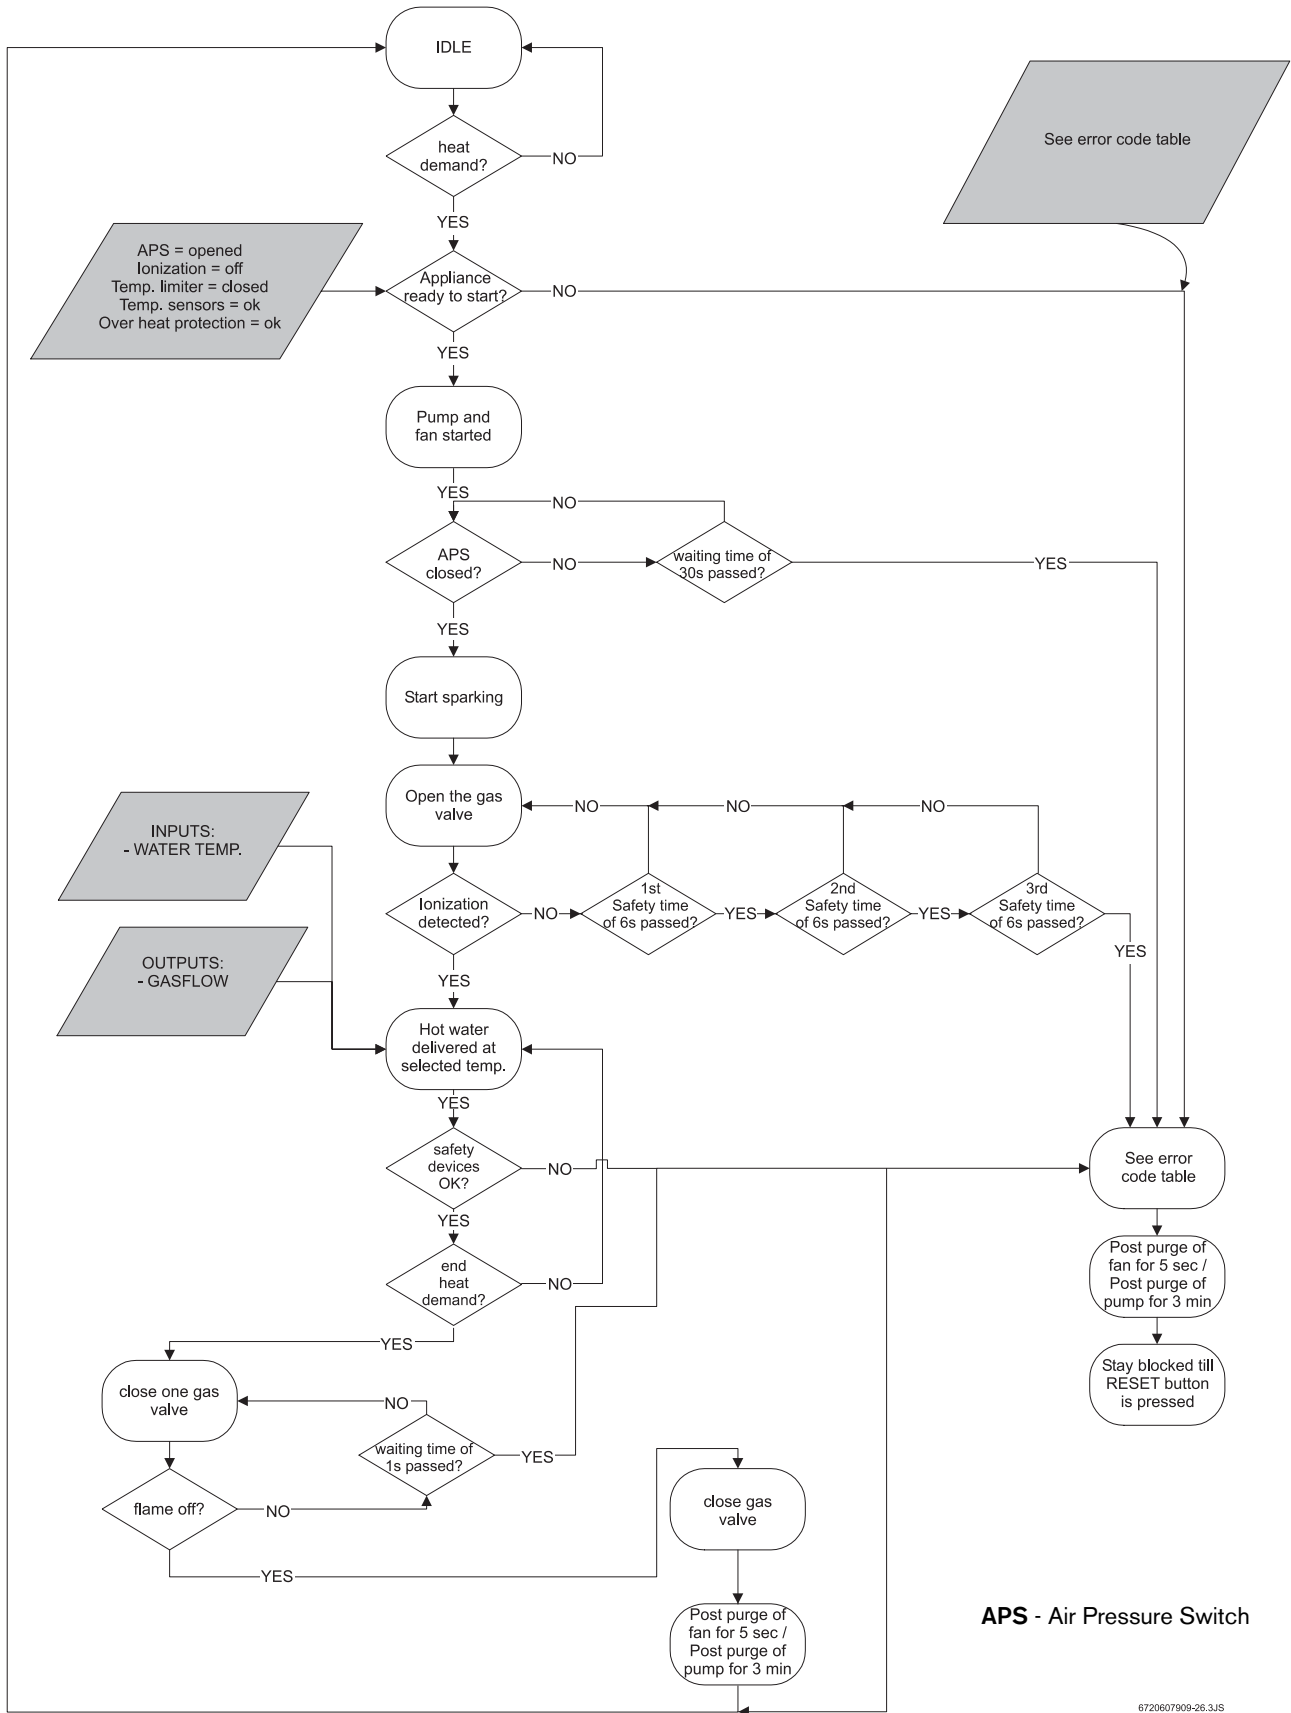 IDLE
heat
demand?
NO
YES
See error code table
APS = opened
Ionization = off
Temp. limiter = closed
Temp. sensors = ok
Over heat protection = ok
Appliance
ready to start?
NO
YES
Pump and
fan started
YES
NO
APS
closed?
NO
waiting time of
30s passed?
YES
YES
Start sparking
Open the gas
valve
NO
NO
NO
INPUTS:
- WATER TEMP.
Ionization
detected?
NO
1st
Safety time
of 6s passed?
YES
2nd
Safety time
of 6s passed?
YES
3rd
Safety time
of 6s passed?
YES
OUTPUTS:
- GASFLOW
YES
Hot water
delivered at
selected temp.
YES
safety
devices
OK?
NO
See error
code table
YES
end
heat
demand?
NO
Post purge of
fan for 5 sec /
Post purge of
pump for 3 min
YES
Stay blocked till
RESET button
is pressed
close one gas
valve
NO
waiting time of
1s passed?
YES
flame off?
NO
close gas
valve
YES
Post purge of
fan for 5 sec /
Post purge of
pump for 3 min
APS - Air Pressure Switch
6720607909-26.3JS